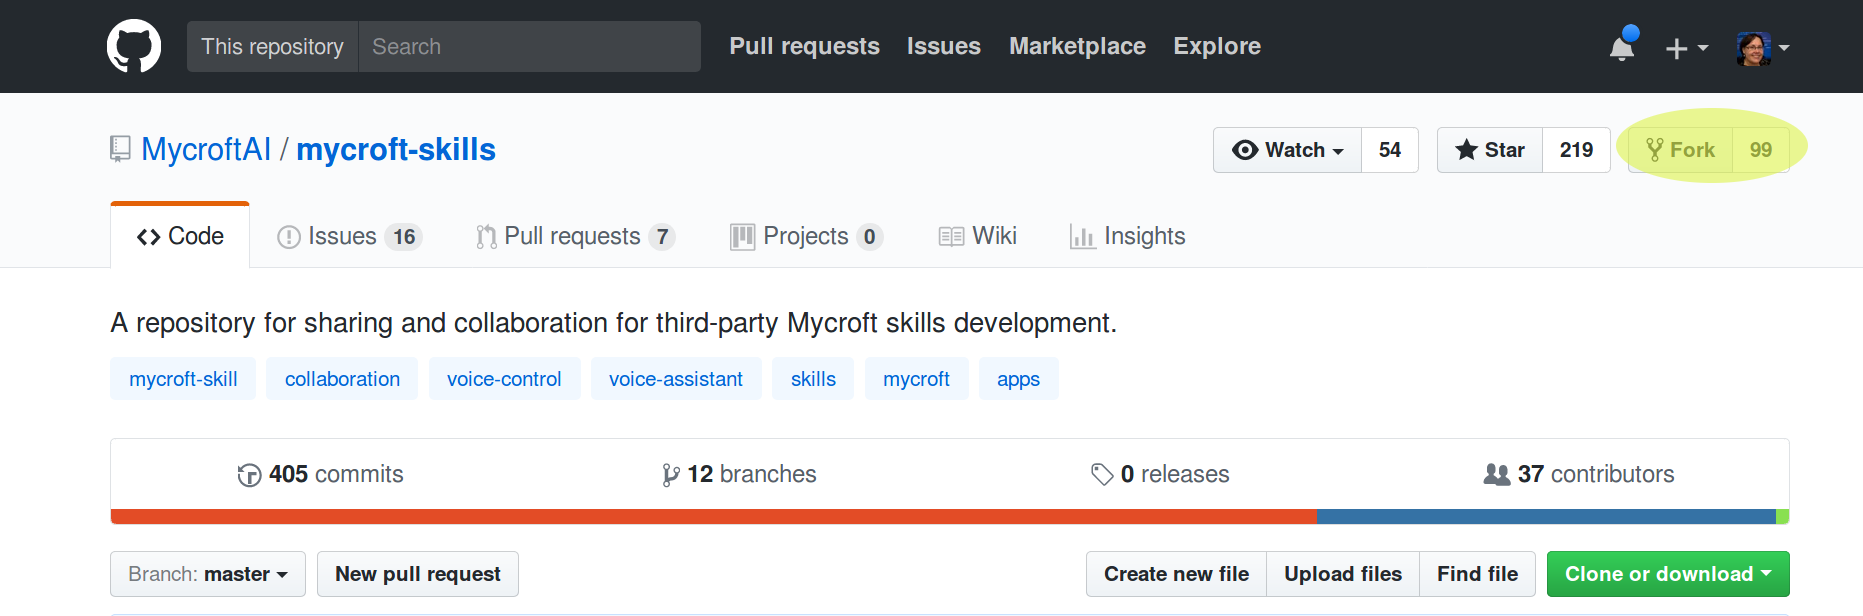 This repository Search Pull requests Issues Marketplace Explore
MycroftAI / mycroft-skills Watch 54 Star 219 Fork 99
Code Issues 16 Pull requests 7 Projects 0 Wiki Insights
A repository for sharing and collaboration for third-party Mycroft skills development.
mycroft-skill collaboration voice-control voice-assistant skills mycroft apps
405 commits 12 branches 0 releases 37 contributors
Branch: master New pull request Create new file Upload files Find file Clone or download